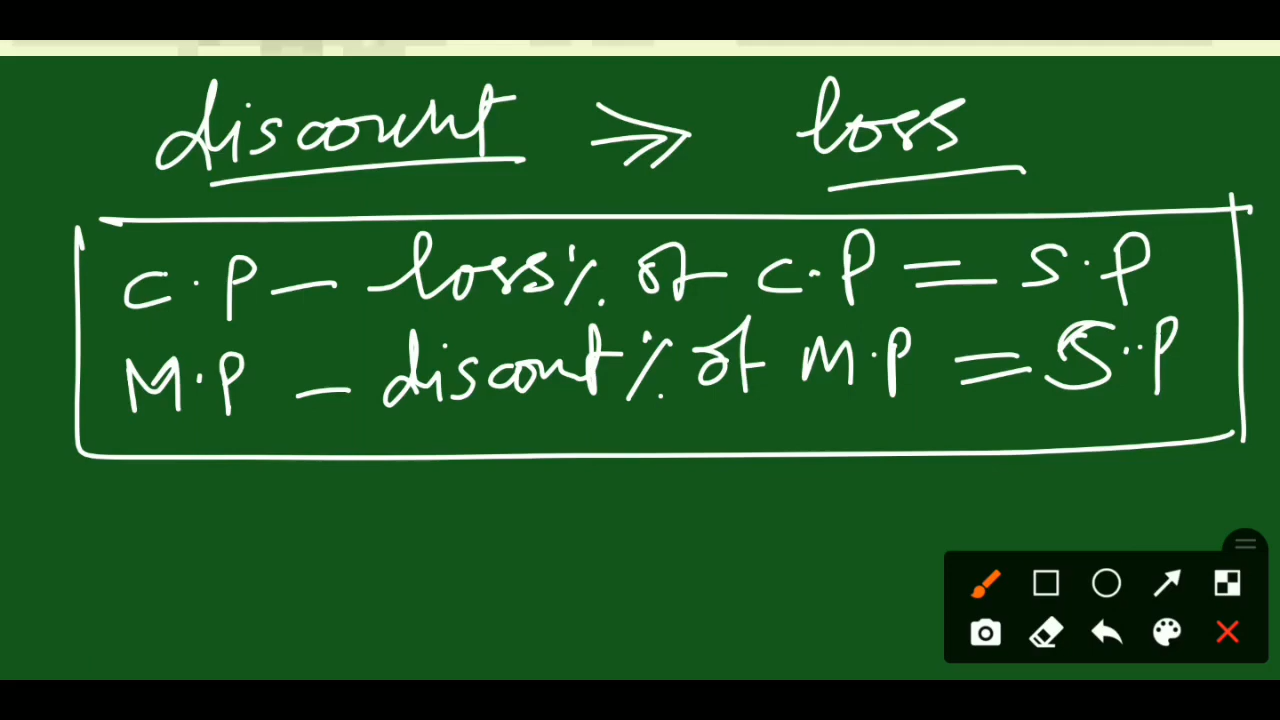 discount ⇒ loss
C.P - loss% of C.P = S.P
M.P - discount% of M.P = S.P